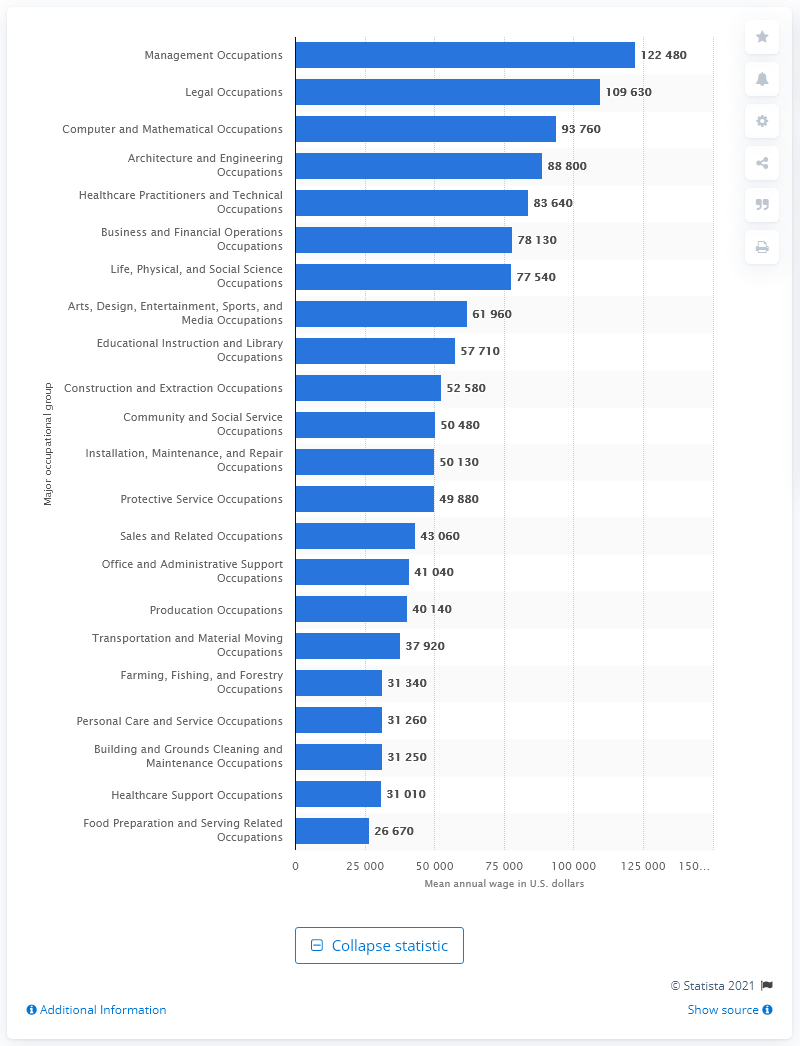 Management Occupations
122 480
Legal Occupations
109 630
Computer and Mathematical Occupations
93 760
Architecture and Engineering
Occupations
88 800
Healthcare Practitioners and Technical
Occupations
83 640
Business and Financial Operations
Occupations
78 130
Life, Physical, and Social Science
Occupations
77 540
Arts, Design, Entertainment, Sports, and
Media Occupations
61 960
Educational Instruction and Library
Occupations
57 710
Construction and Extraction Occupations
52 580
Community and Social Service
Occupations
50 480
Installation, Maintenance, and Repair
Occupations
50 130
Protective Service Occupations
49 880
Sales and Related Occupations
43 060
Office and Administrative Support
Occupations
41 040
Producation Occupations
40 140
Transportation and Material Moving
Occupations
37 920
Farming, Fishing, and Forestry
Occupations
31 340
Personal Care and Service Occupations
31 260
Building and Grounds Cleaning and
Maintenance Occupations
31 250
Healthcare Support Occupations
31 010
Food Preparation and Serving Related
Occupations
26 670
Major occupational group
0 25 000 50 000 75 000 100 000 125 000 150...
Mean annual wage in U.S. dollars
Collapse statistic
© Statista 2021
Additional Information
Show source